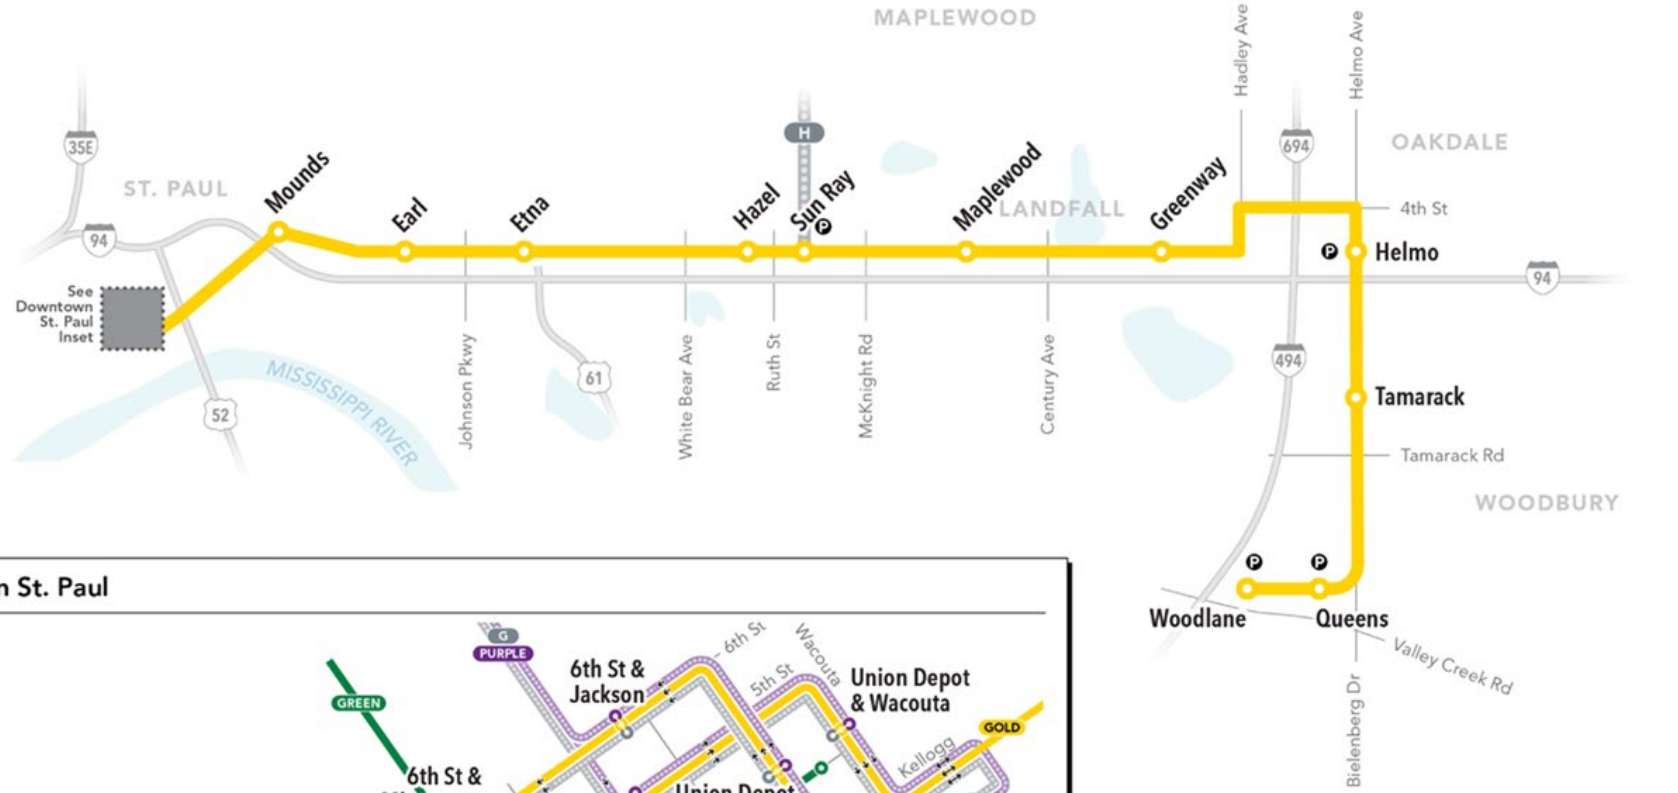 MAPLEWOOD
Hadley Ave
Helmo Ave
35E
H
694
OAKDALE
ST. PAUL
Mounds
Earl
Etna
Hazel
Sun Ray
P
Maplewood
LANDFALL
Greenway
4th St
94
P
Helmo
94
See
Downtown
St. Paul
Inset
MISSISSIPPI RIVER
52
61
Johnson Pkwy
White Bear Ave
Ruth St
McKnight Rd
Century Ave
494
Tamarack
Tamarack Rd
WOODBURY
P
P
Woodlane
Queens
Valley Creek Rd
Bielenberg Dr
St. Paul
G
PURPLE
6th St
Wacouta
6th St &
Jackson
5th St
Union Depot
& Wacouta
GREEN
GOLD
Kellogg
6th St &
Union Depot